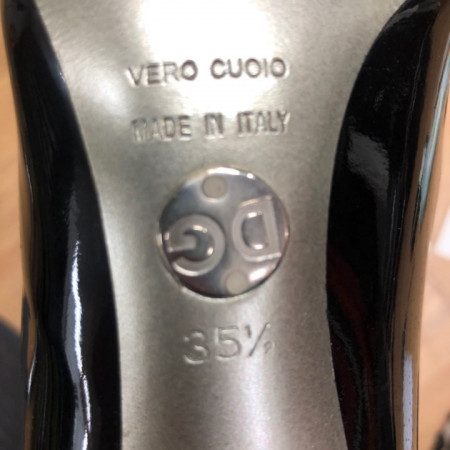 VERO CUOIO
MADE IN ITALY
DG
35½